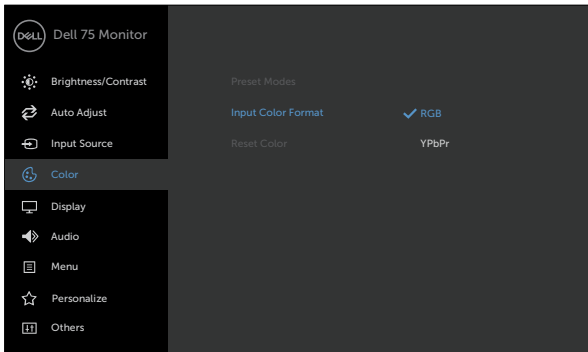 DELL Dell 75 Monitor
Brightness/Contrast
Auto Adjust
Input Source
Color
Display
Audio
Menu
Personalize
Others
Preset Modes
Input Color Format
Reset Color
RGB
YPbPr